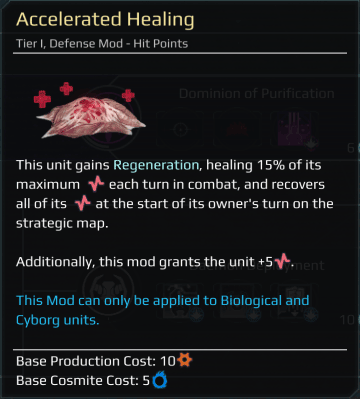 Accelerated Healing
Tier I, Defense Mod - Hit Points
Dominion of Purification
This unit gains Regeneration, healing 15% of its
maximum each turn in combat, and recovers
all of its at the start of its owner's turn on the
strategic map.
Additionally, this mod grants the unit +5.
This Mod can only be applied to Biological and
Cyborg units.
Base Production Cost: 10
Base Cosmite Cost: 5